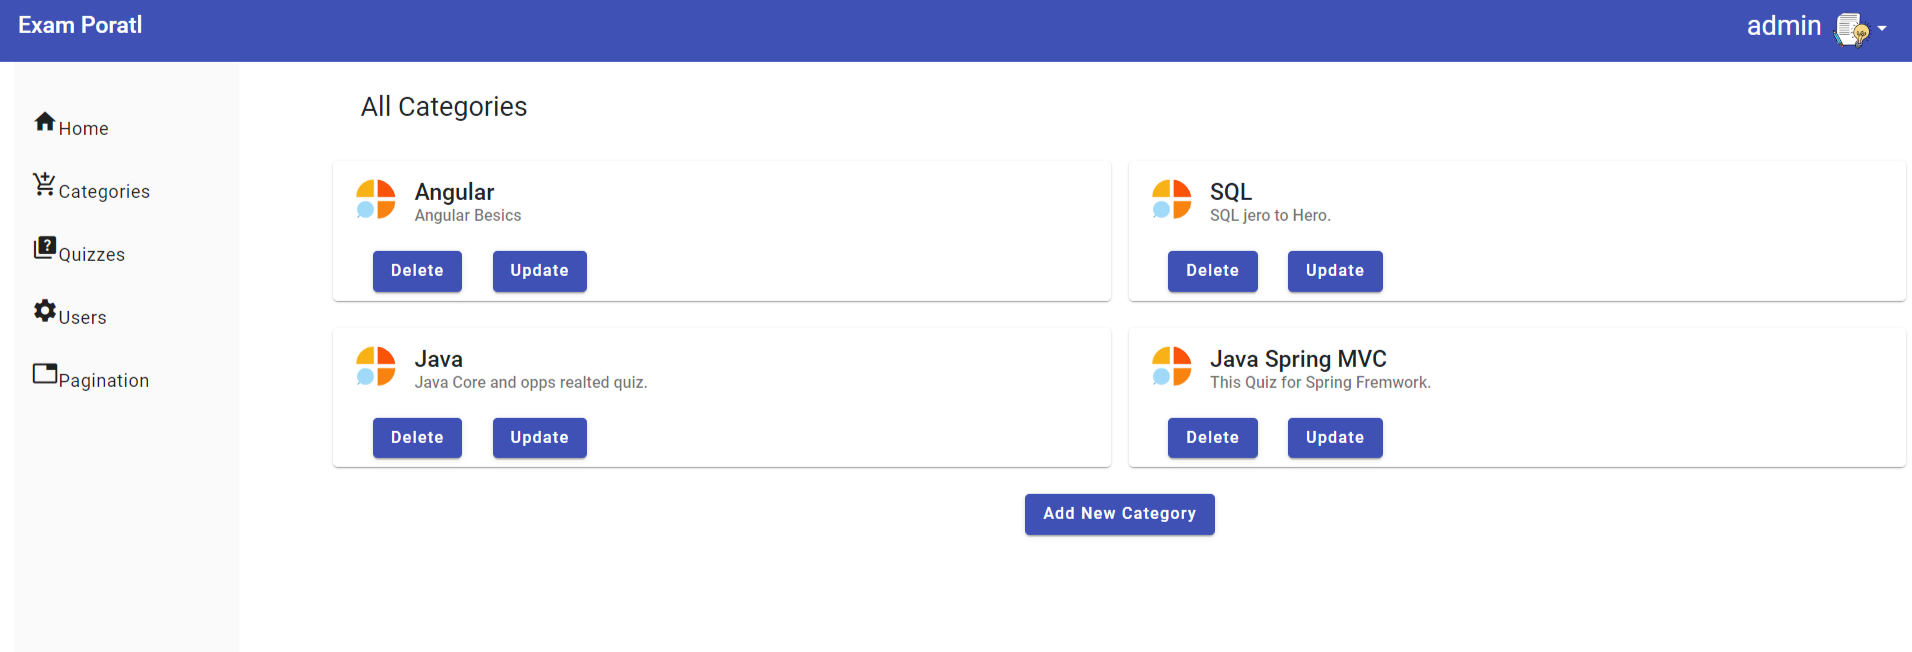 Exam Poratl
admin
Home
Categories
Quizzes
Users
Pagination
All Categories
Angular
Angular Besics
Delete Update
SQL
SQL jero to Hero.
Delete Update
Java
Java Core and opps realted quiz.
Delete Update
Java Spring MVC
This Quiz for Spring Fremwork.
Delete Update
Add New Category